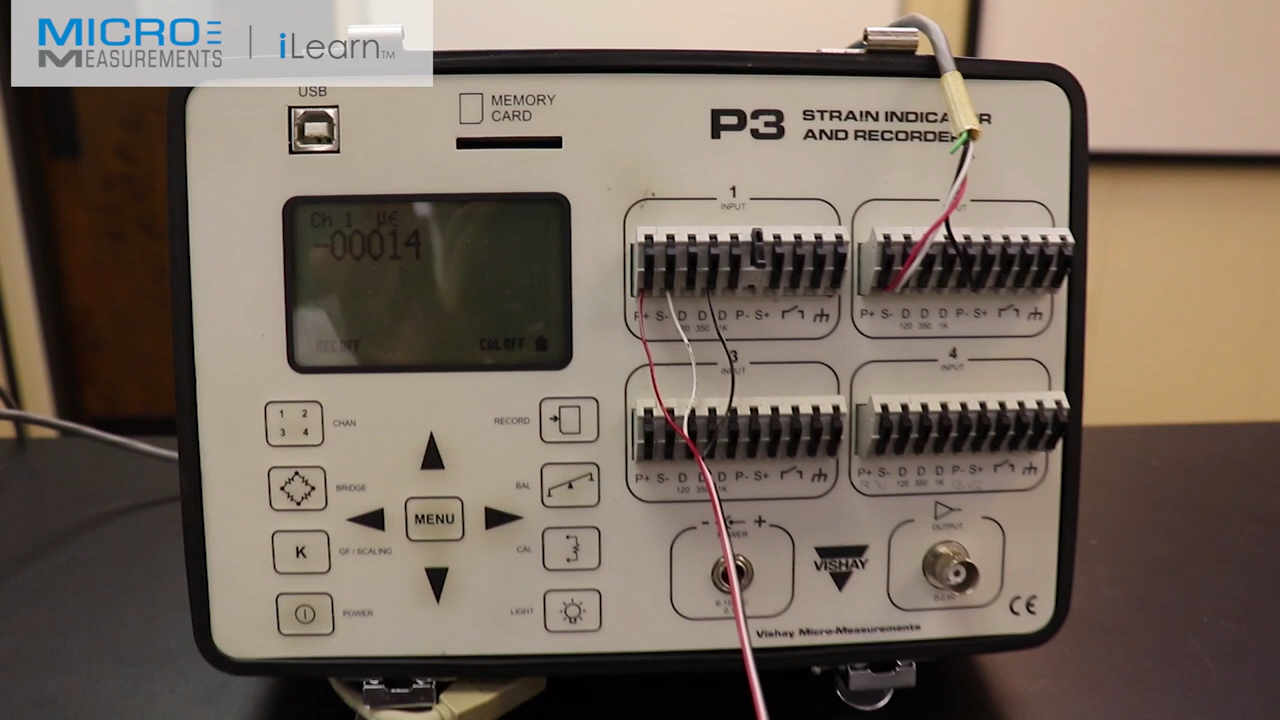 MICRO
MEASUREMENTS
iLearn™
USB
MEMORY
CARD
P3
STRAIN INDICATOR
AND RECORDER
Ch 1 µε
-00014
REC OFF
CAL OFF
1
INPUT
P+ S- D D D P- S+
120 350 1K
P+ S- D D D P- S+
120 350 1K
3
INPUT
4
INPUT
P+ S- D D D P- S+
120 350 1K
P+ S- D D D P- S+
120 350 1K
1 2
3 4
CHAN
RECORD
BRIDGE
BAL
MENU
K
GF / SCALING
CAL
POWER
LIGHT
- +
POWER
VISHAY
OUTPUT
CE
Vishay Micro-Measurements